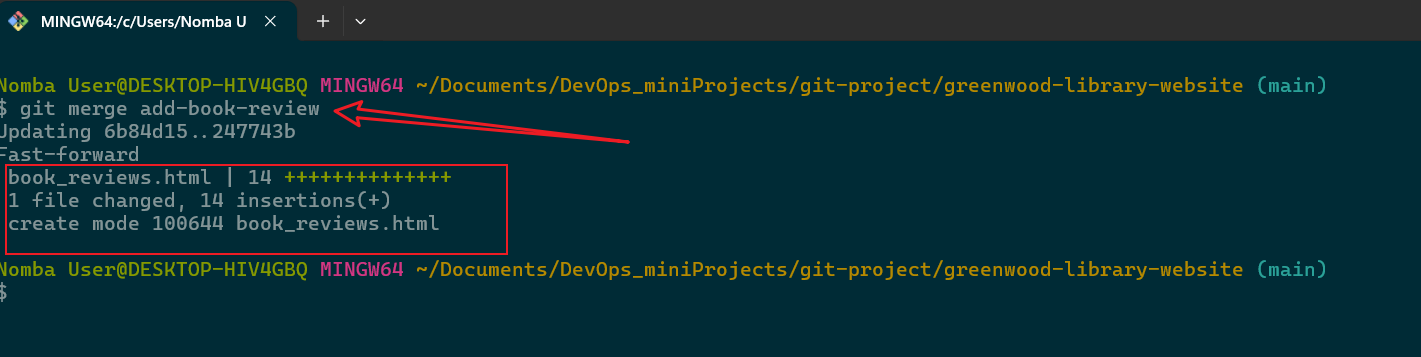 MINGW64:/c/Users/Nomba U
Nomba User@DESKTOP-HIV4GBQ MINGW64 ~/Documents/DevOps_miniProjects/git-project/greenwood-library-website (main)
$ git merge add-book-review
Updating 6b84d15..247743b
Fast-forward
book_reviews.html | 14 ++++++++++++++
1 file changed, 14 insertions(+)
create mode 100644 book_reviews.html
Nomba User@DESKTOP-HIV4GBQ MINGW64 ~/Documents/DevOps_miniProjects/git-project/greenwood-library-website (main)
$